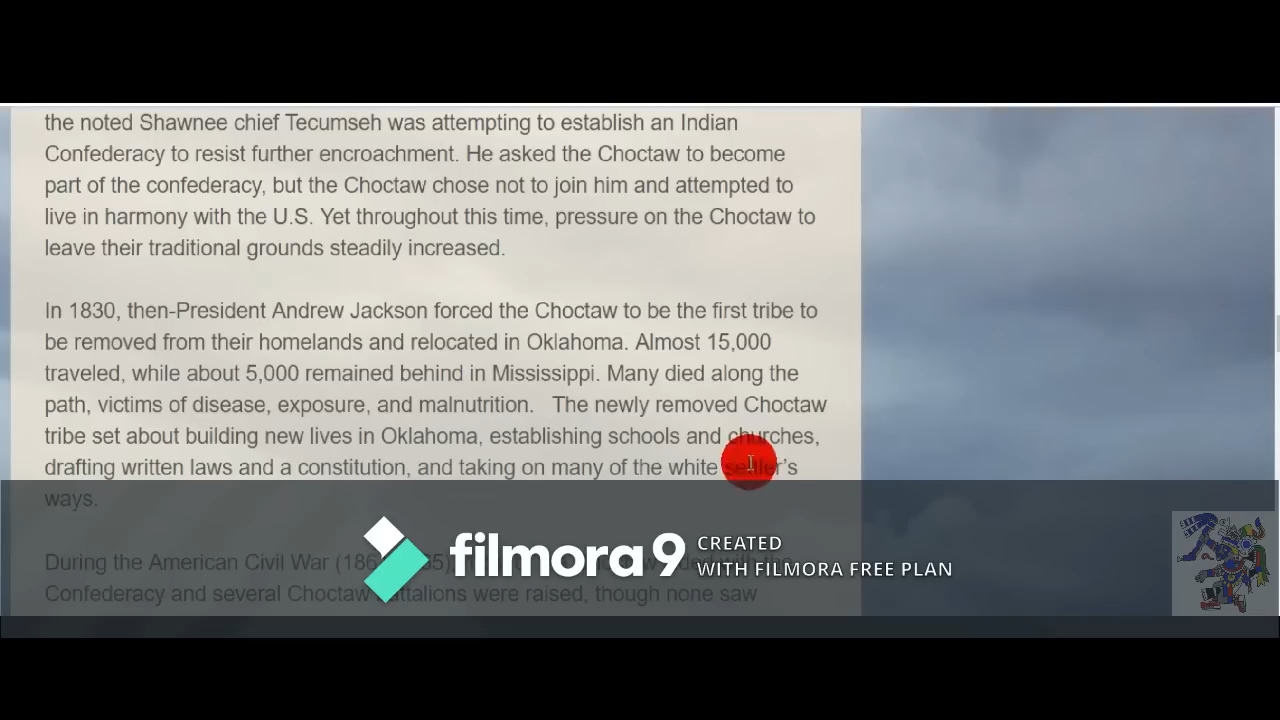 the noted Shawnee chief Tecumseh was attempting to establish an Indian
Confederacy to resist further encroachment. He asked the Choctaw to become
part of the confederacy, but the Choctaw chose not to join him and attempted to
live in harmony with the U.S. Yet throughout this time, pressure on the Choctaw to
leave their traditional grounds steadily increased.
In 1830, then-President Andrew Jackson forced the Choctaw to be the first tribe to
be removed from their homelands and relocated in Oklahoma. Almost 15,000
traveled, while about 5,000 remained behind in Mississippi. Many died along the
path, victims of disease, exposure, and malnutrition. The newly removed Choctaw
tribe set about building new lives in Oklahoma, establishing schools and churches,
drafting written laws and a constitution, and taking on many of the white settler's
ways.
During the American Civil War
Confederacy and several Choctaw battalions were raised, though none saw
filmora9
CREATED
WITH FILMORA FREE PLAN